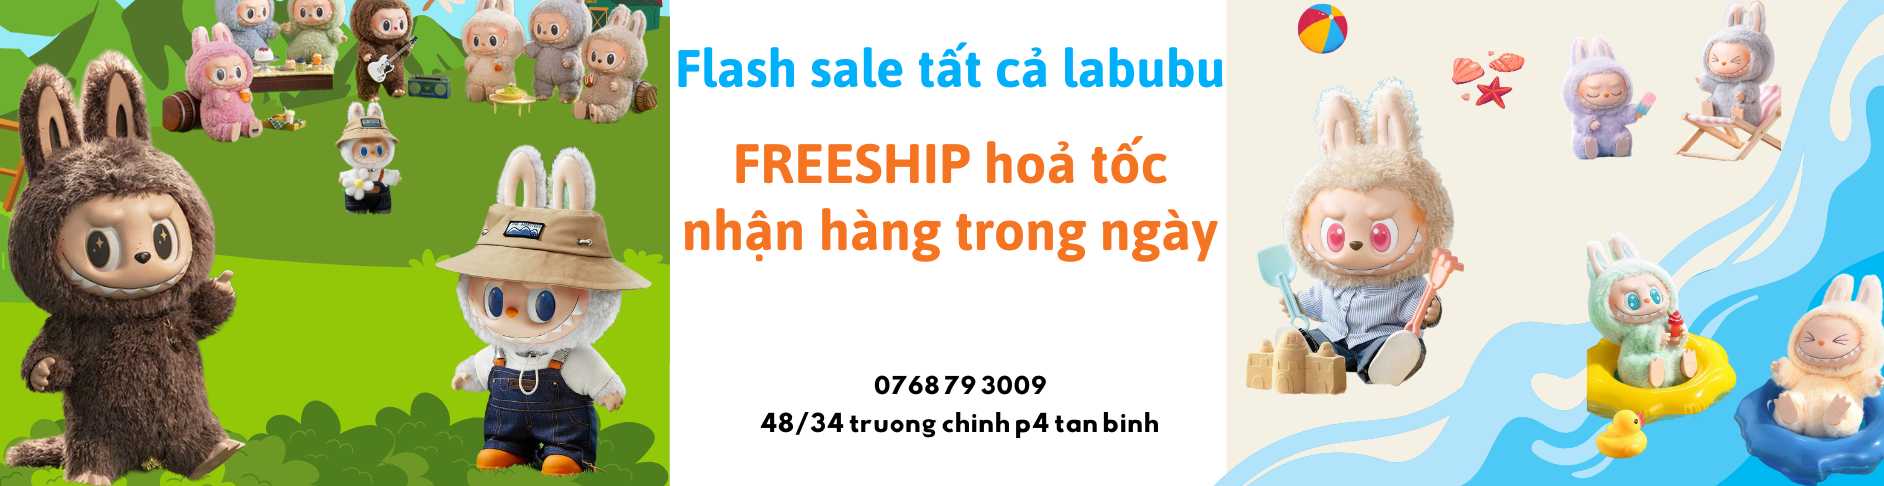 Flash sale tất cả labubu
FREESHIP hoả tốc
nhận hàng trong ngày
0768 79 3009
48/34 truong chinh p4 tan binh